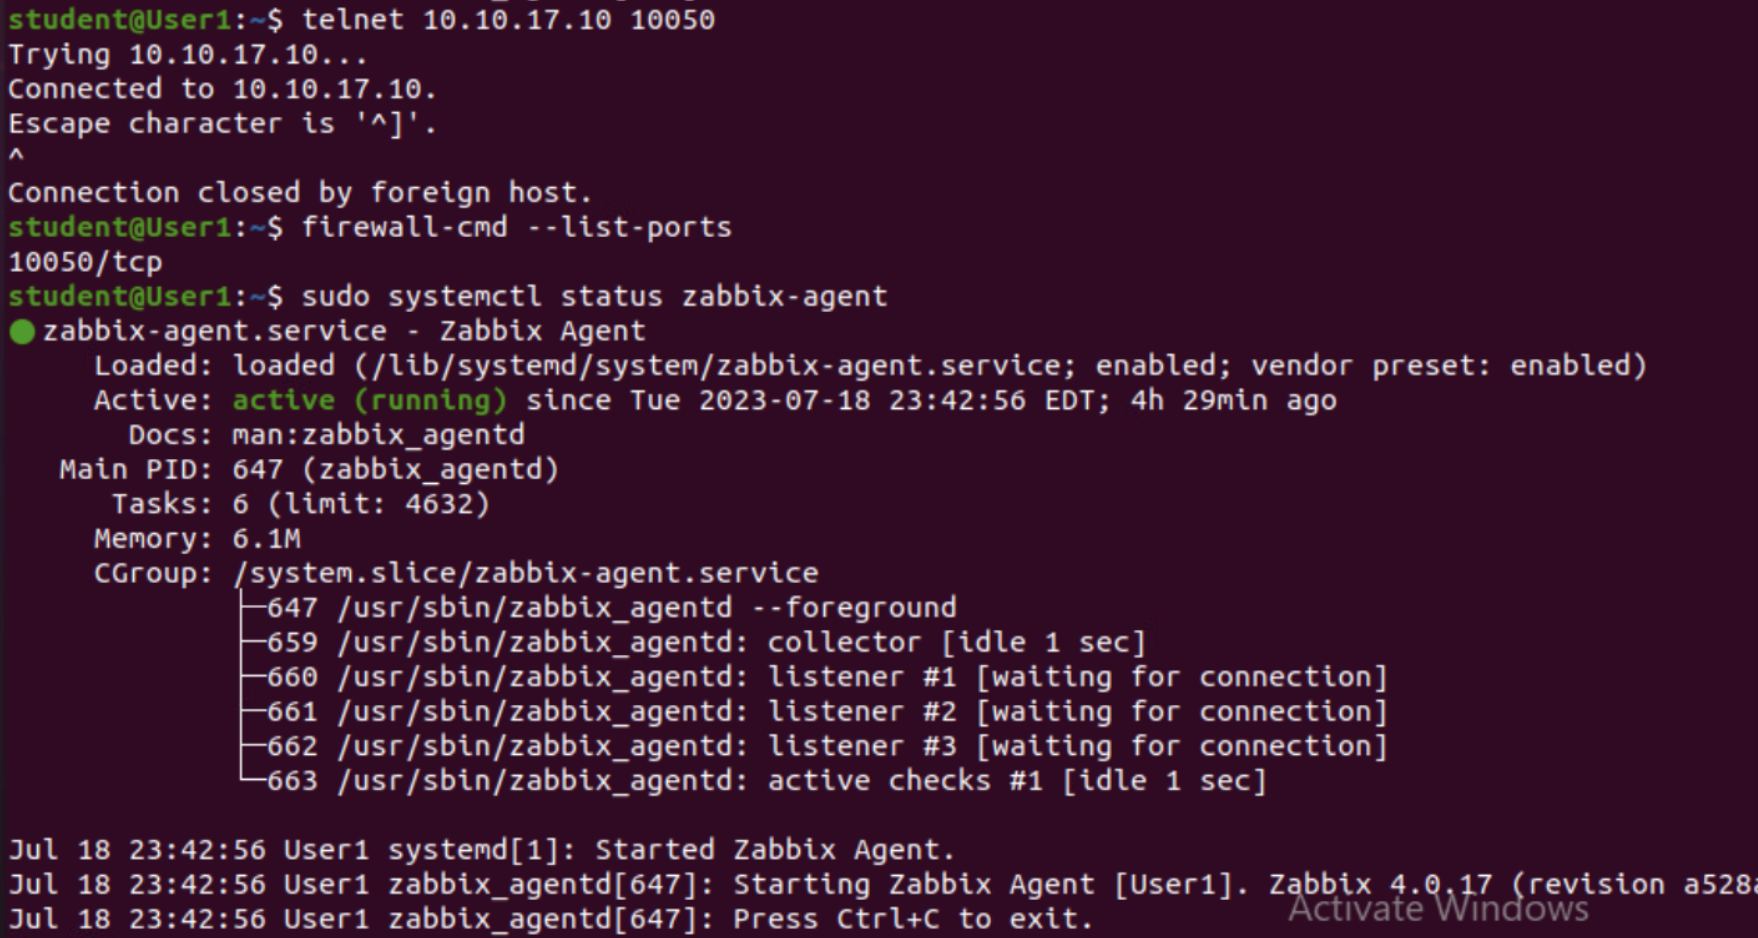 student@User1:~$ telnet 10.10.17.10 10050
Trying 10.10.17.10...
Connected to 10.10.17.10.
Escape character is '^]'.
^
Connection closed by foreign host.
student@User1:~$ firewall-cmd --list-ports
10050/tcp
student@User1:~$ sudo systemctl status zabbix-agent
● zabbix-agent.service - Zabbix Agent
     Loaded: loaded (/lib/systemd/system/zabbix-agent.service; enabled; vendor preset: enabled)
     Active: active (running) since Tue 2023-07-18 23:42:56 EDT; 4h 29min ago
       Docs: man:zabbix_agentd
   Main PID: 647 (zabbix_agentd)
      Tasks: 6 (limit: 4632)
     Memory: 6.1M
     CGroup: /system.slice/zabbix-agent.service
             ├─647 /usr/sbin/zabbix_agentd --foreground
             ├─659 /usr/sbin/zabbix_agentd: collector [idle 1 sec]
             ├─660 /usr/sbin/zabbix_agentd: listener #1 [waiting for connection]
             ├─661 /usr/sbin/zabbix_agentd: listener #2 [waiting for connection]
             ├─662 /usr/sbin/zabbix_agentd: listener #3 [waiting for connection]
             └─663 /usr/sbin/zabbix_agentd: active checks #1 [idle 1 sec]
Jul 18 23:42:56 User1 systemd[1]: Started Zabbix Agent.
Jul 18 23:42:56 User1 zabbix_agentd[647]: Starting Zabbix Agent [User1]. Zabbix 4.0.17 (revision a528
Jul 18 23:42:56 User1 zabbix_agentd[647]: Press Ctrl+C to exit.
Activate Windows